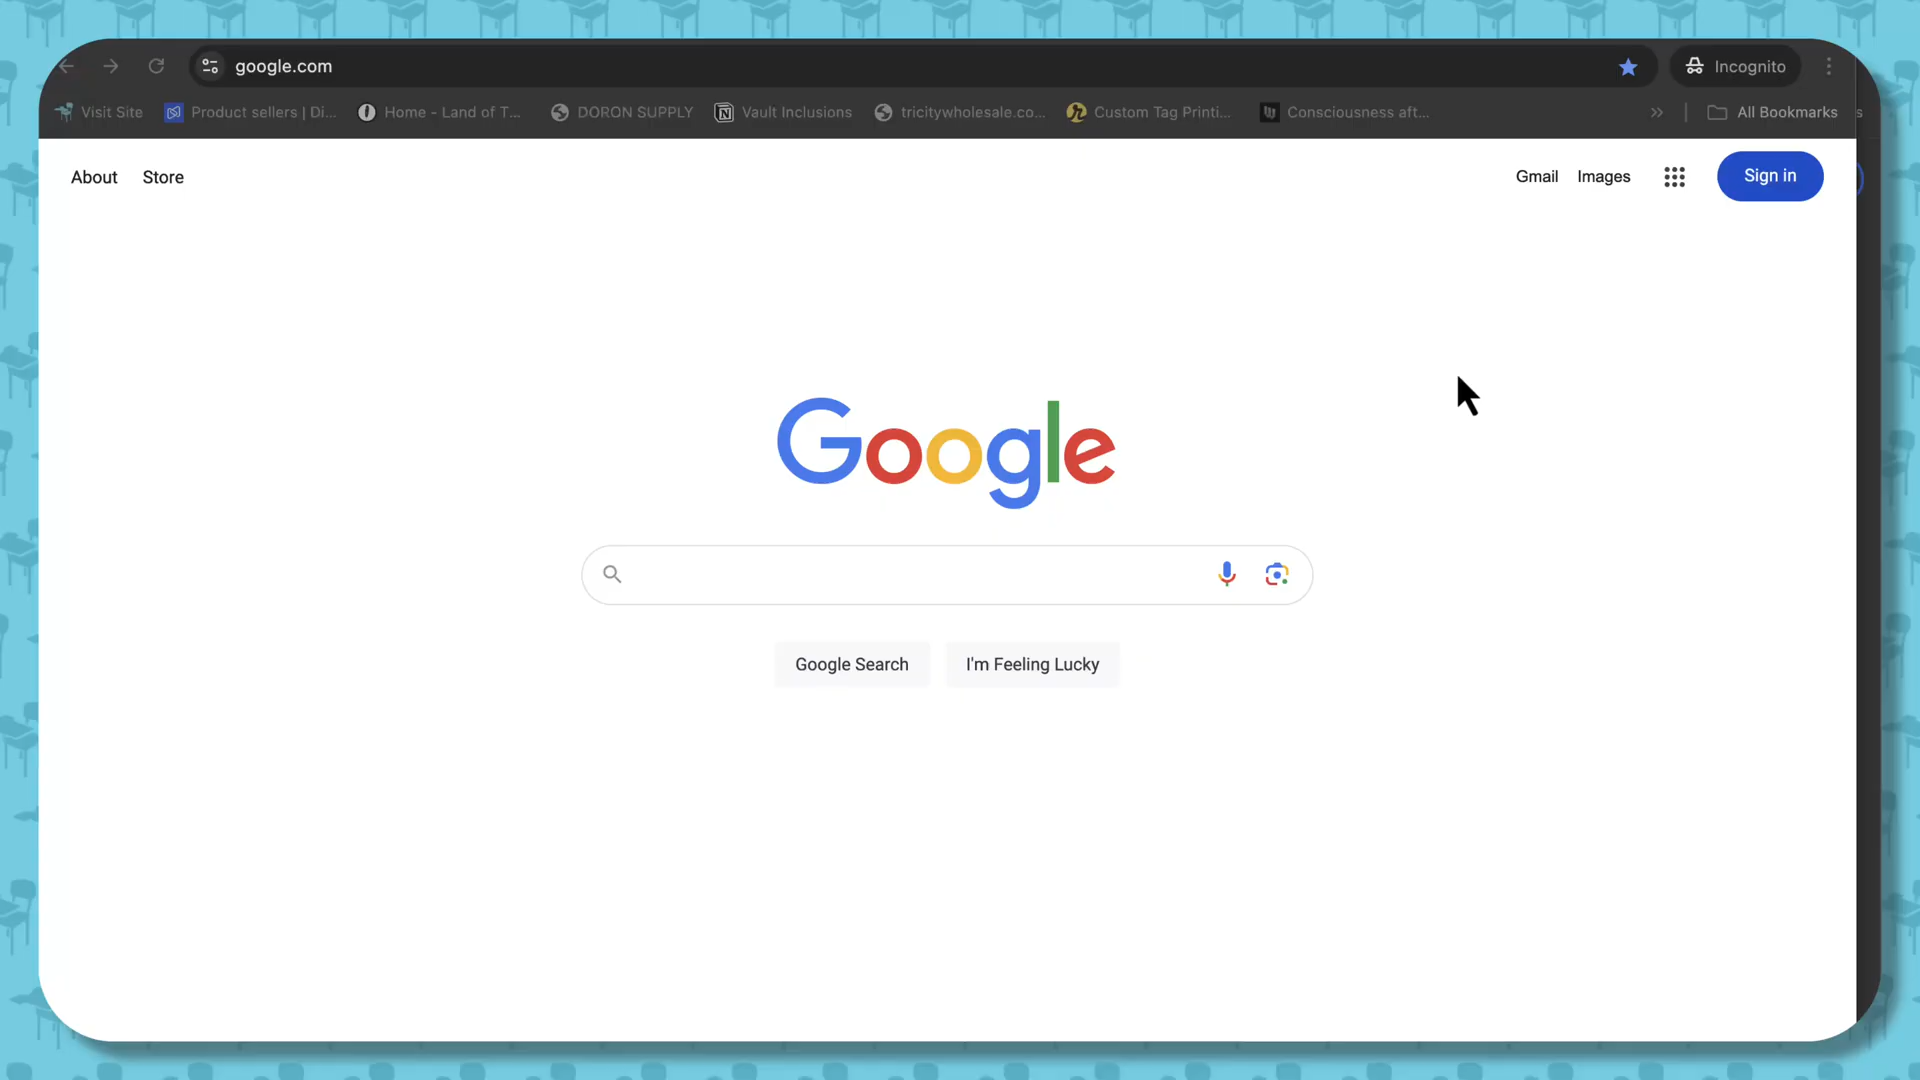 google.com
Incognito
Visit Site
Product sellers | Di...
Home - Land of T...
DORON SUPPLY
Vault Inclusions
tricitywholesale.co...
Custom Tag Printi...
Consciousness aft...
All Bookmarks
s
About
Store
Gmail
Images
Sign in
Google
Google Search
I'm Feeling Lucky